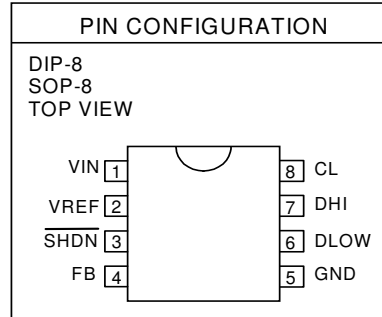 PIN CONFIGURATION
DIP-8
SOP-8
TOP VIEW
VIN 1 8 CL
VREF 2 7 DHI
S̅H̅D̅N̅ 3 6 DLOW
FB 4 5 GND